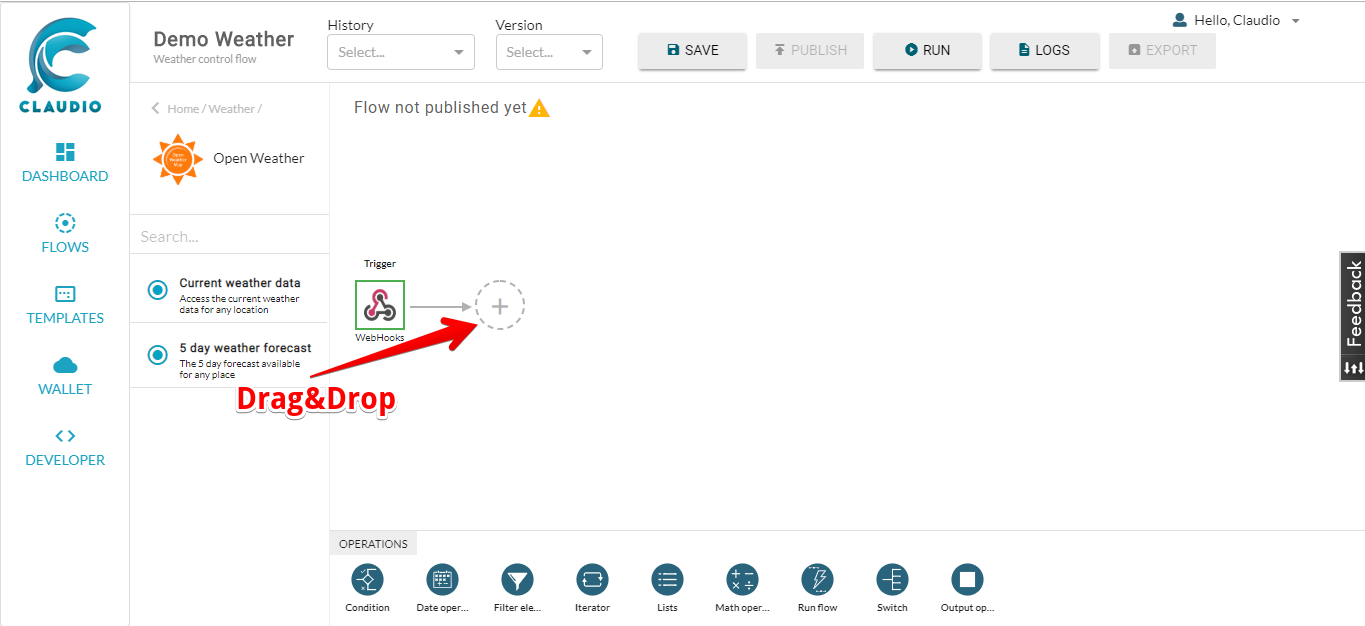 CLAUDIO
DASHBOARD
FLOWS
TEMPLATES
WALLET
DEVELOPER
Demo Weather
Weather control flow
History
Select...
Version
Select...
SAVE
PUBLISH
RUN
LOGS
EXPORT
Hello, Claudio
Home / Weather /
Open Weather Map
Open Weather
Search...
Current weather data
Access the current weather
data for any location
5 day weather forecast
The 5 day forecast available
for any place
Flow not published yet
Trigger
WebHooks
Drag&Drop
Feedback
OPERATIONS
Condition
Date oper...
Filter ele...
Iterator
Lists
Math oper...
Run flow
Switch
Output op...